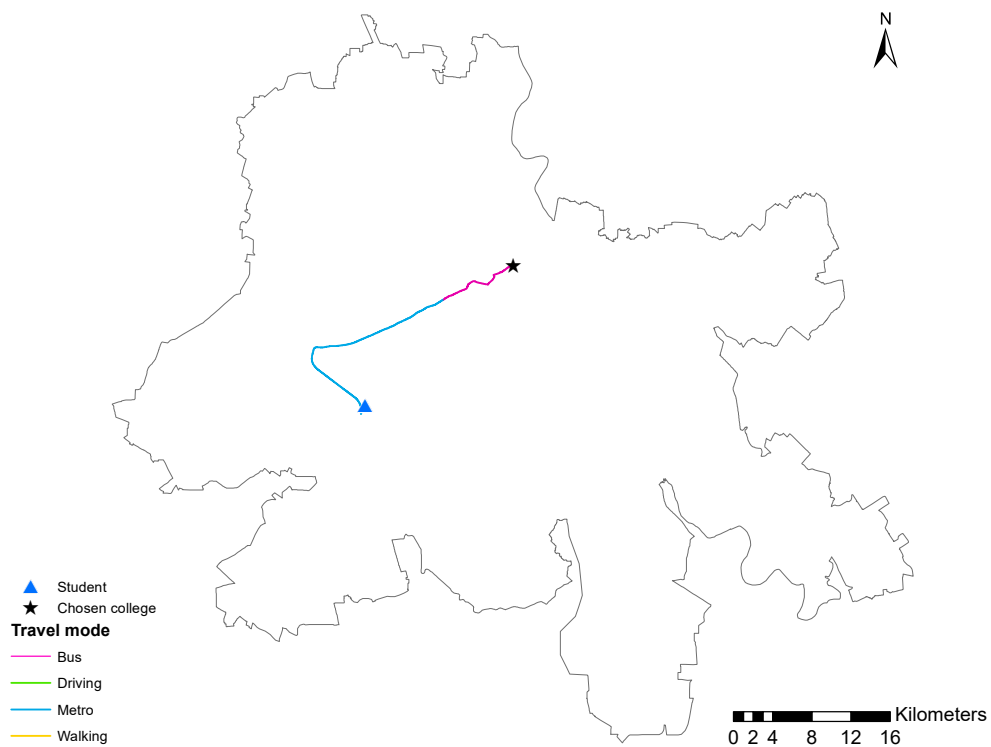 N
Student
Chosen college
Travel mode
Bus
Driving
Metro
Walking
Kilometers
0 2 4 8 12 16